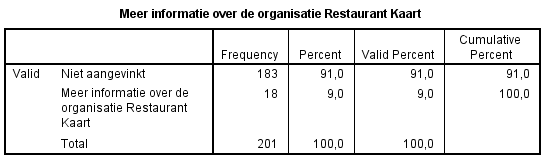 Meer informatie over de organisatie Restaurant Kaart
Frequency Percent Valid Percent Cumulative Percent
Valid Niet aangevinkt 183 91,0 91,0 91,0
Meer informatie over de organisatie Restaurant Kaart 18 9,0 9,0 100,0
Total 201 100,0 100,0